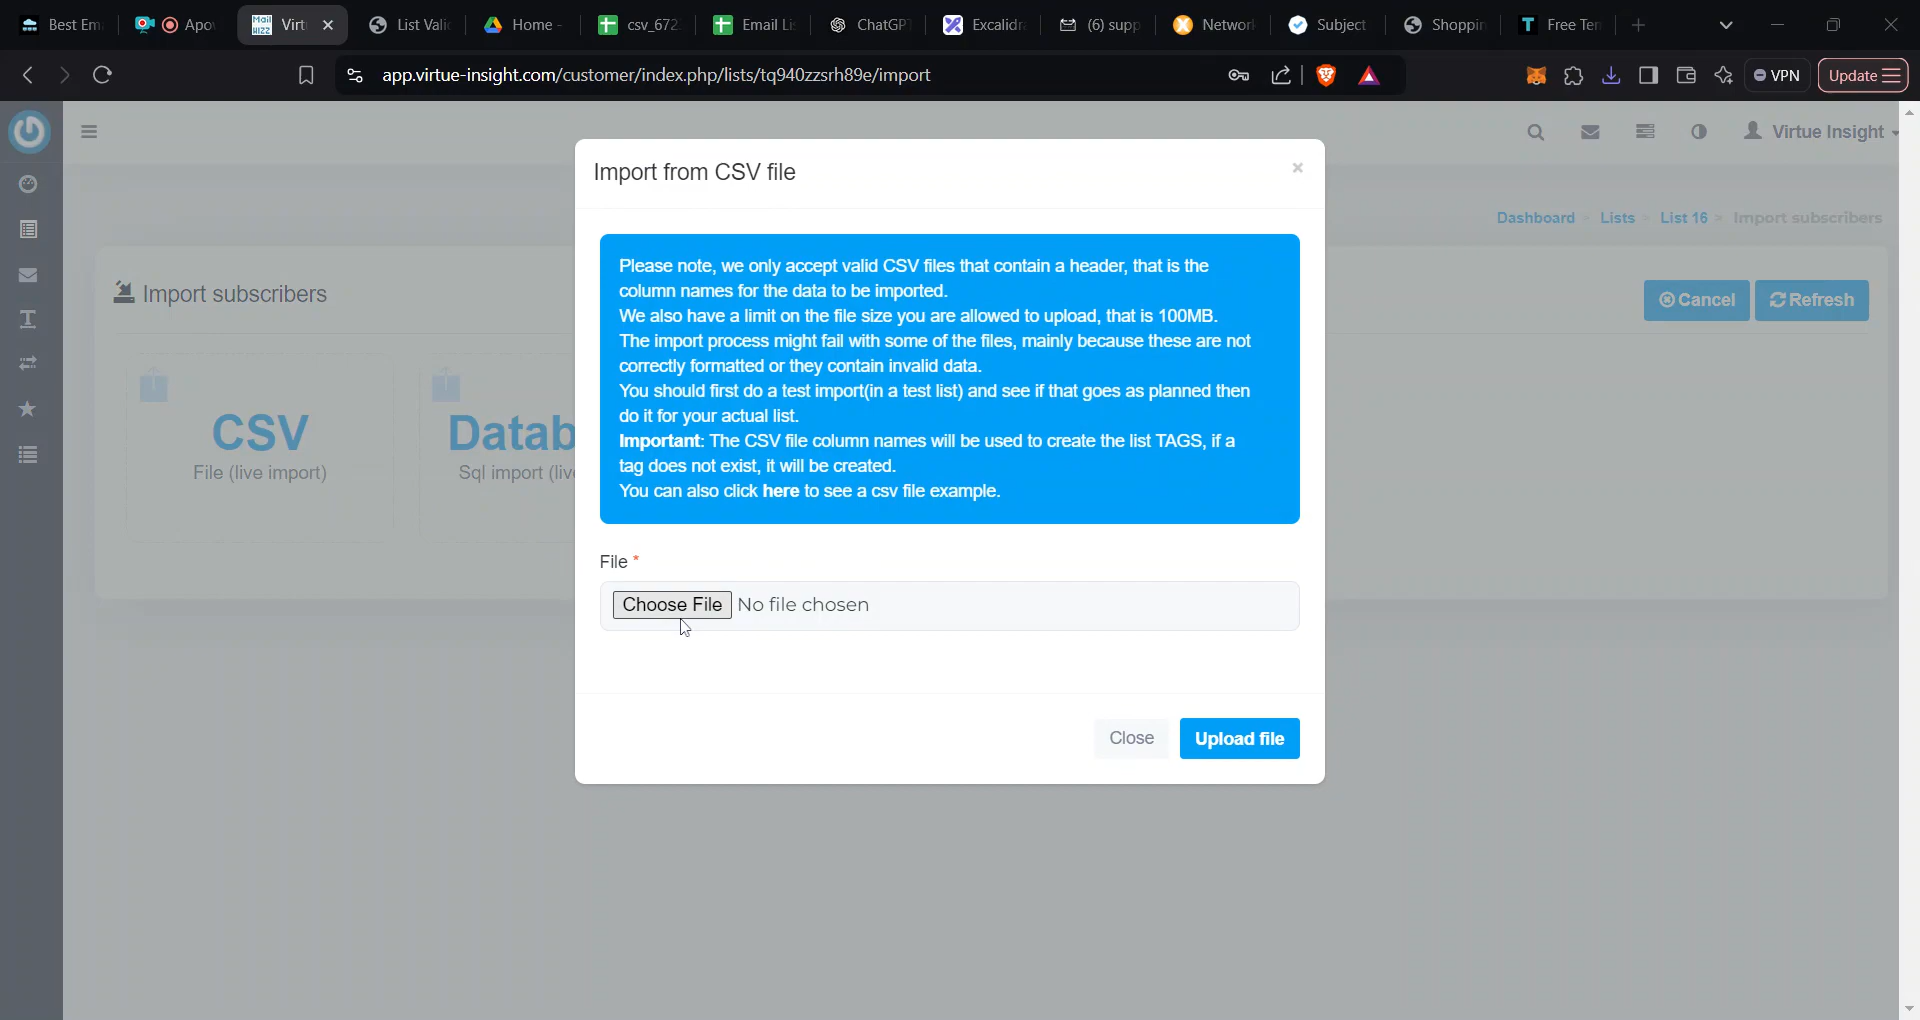 Best Em
Apo
Mail
WIZZ
Virt
List Vali
Home -
csv_672
Email Li
ChatGP
Excalidr
(6) supp
Networ
Subject
Shoppin
Free Ten
app.virtue-insight.com/customer/index.php/lists/tq940zzsrh89e/import
VPN
Update
Virtue Insight
Import from CSV file
×
Dashboard
Lists
List 16
Import subscribers
Import subscribers
Cancel
Refresh
CSV
File (live import)
Datab
Sql import (liv
Please note, we only accept valid CSV files that contain a header, that is the
column names for the data to be imported.
We also have a limit on the file size you are allowed to upload, that is 100MB.
The import process might fail with some of the files, mainly because these are not
correctly formatted or they contain invalid data.
You should first do a test import(in a test list) and see if that goes as planned then
do it for your actual list.
Important: The CSV file column names will be used to create the list TAGS, if a
tag does not exist, it will be created.
You can also click here to see a csv file example.
File *
Choose File No file chosen
Close
Upload file